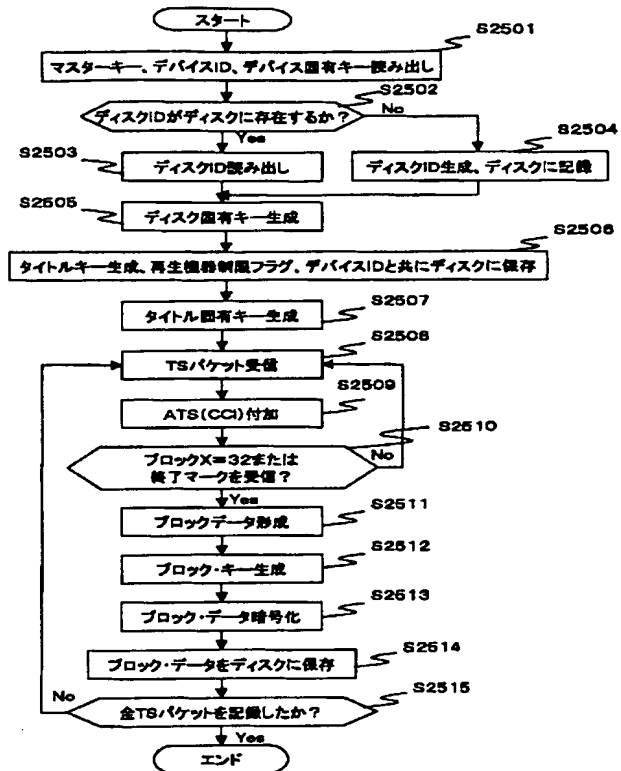 スタート
S2501
マスターキー、デバイスID、デバイス固有キー読み出し
S2502
ディスクIDがディスクに存在するか?
No
Yes
S2503
S2504
ディスクID読み出し
ディスクID生成、ディスクに記録
S2505
ディスク固有キー生成
S2506
タイトルキー生成、再生機器制限フラグ、デバイスIDと共にディスクに保存
S2507
タイトル固有キー生成
S2508
TSパケット受信
S2509
ATS(CCI)付加
S2510
ブロックX=32または
終了マークを受信?
No
Yes
S2511
ブロックデータ形成
S2512
ブロック・キー生成
S2513
ブロック・データ暗号化
S2514
ブロック・データをディスクに保存
S2515
No
全TSパケットを記録したか?
Yes
エンド